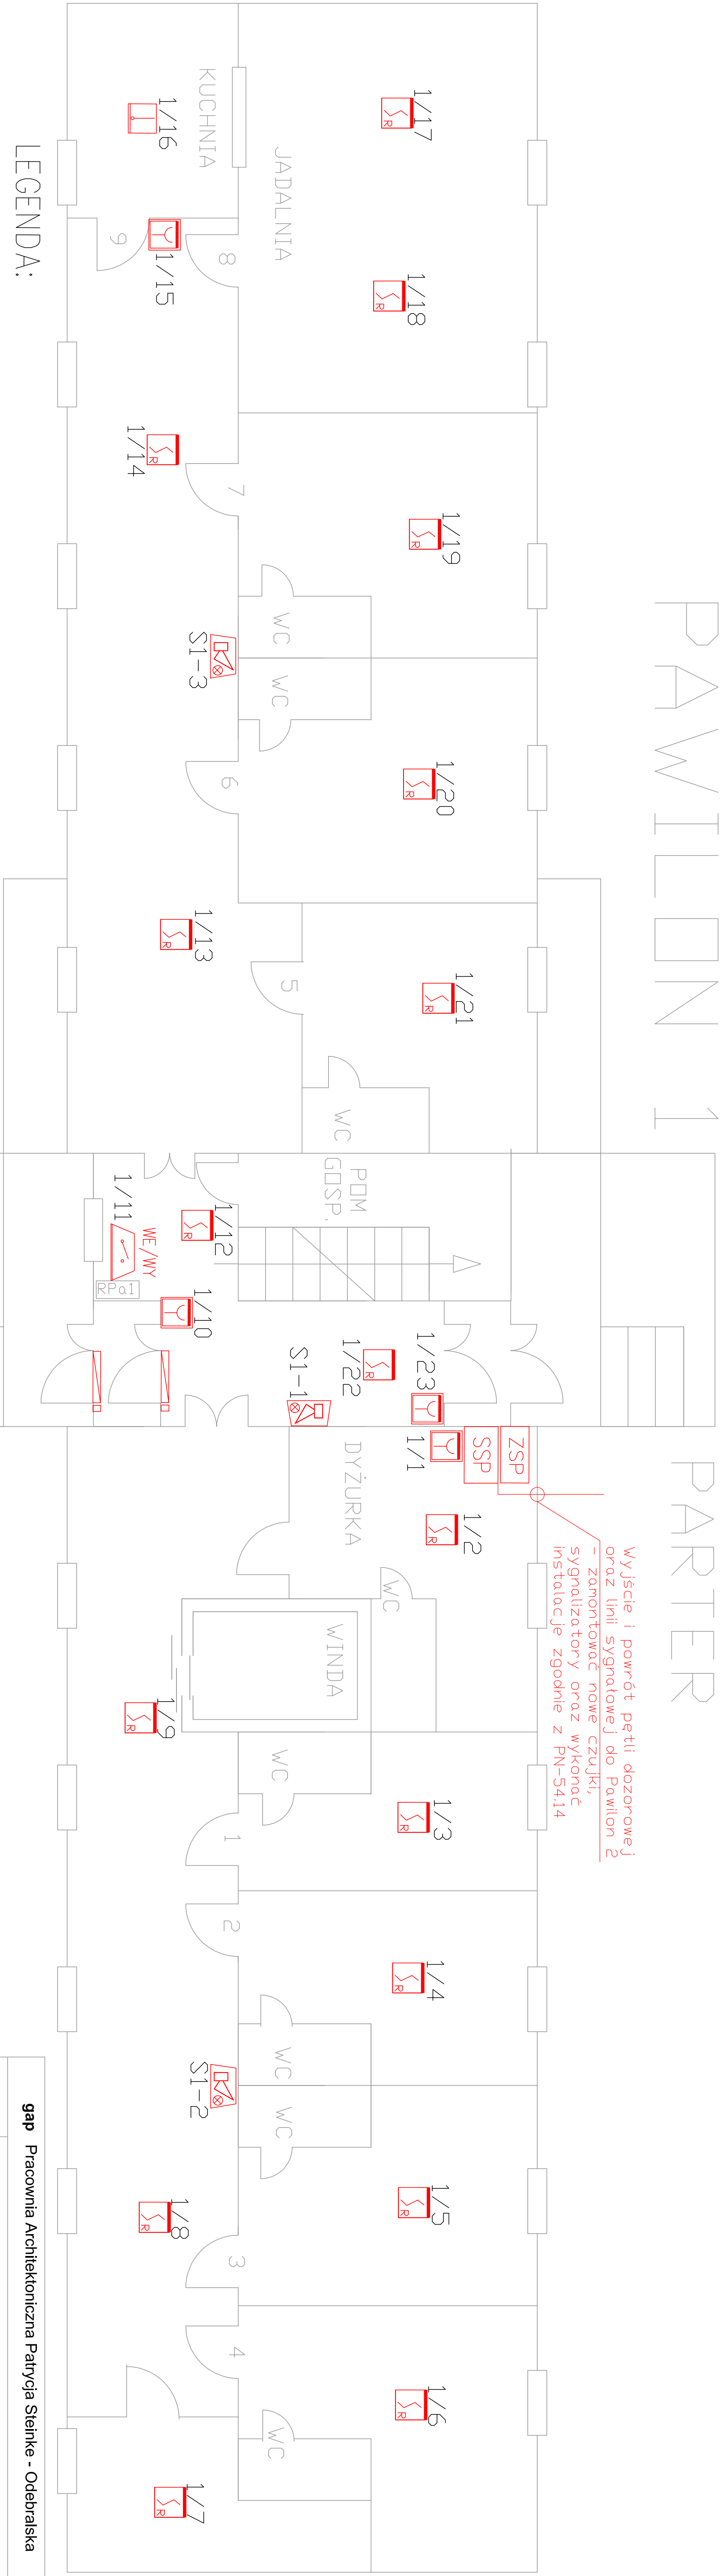 PAWILON 1
PARTER
Wyjście i powrót pętli dozorowej
oraz linii sygnałowej do Pawilon 2
- zamontować nowe czujki,
sygnalizatory oraz wykonać
instalację zgodnie z PN-54.14
ZSP
SSP
1/17
1/18
1/19
1/20
1/21
1/23
1/1
1/2
1/3
1/4
1/5
1/6
JADALNIA
KUCHNIA
1/16
8
9
1/15
7
1/14
WC
WC
S1-3
6
1/13
5
WC
POM
GOSP.
1/12
1/11
WE/WY
RPa1
1/10
1/22
S1-1
DYŻURKA
WC
WINDA
1/9
WC
1
2
WC
WC
S1-2
1/8
3
4
WC
1/7
LEGENDA:
gap Pracownia Architektoniczna Patrycja Steinke - Odebralska